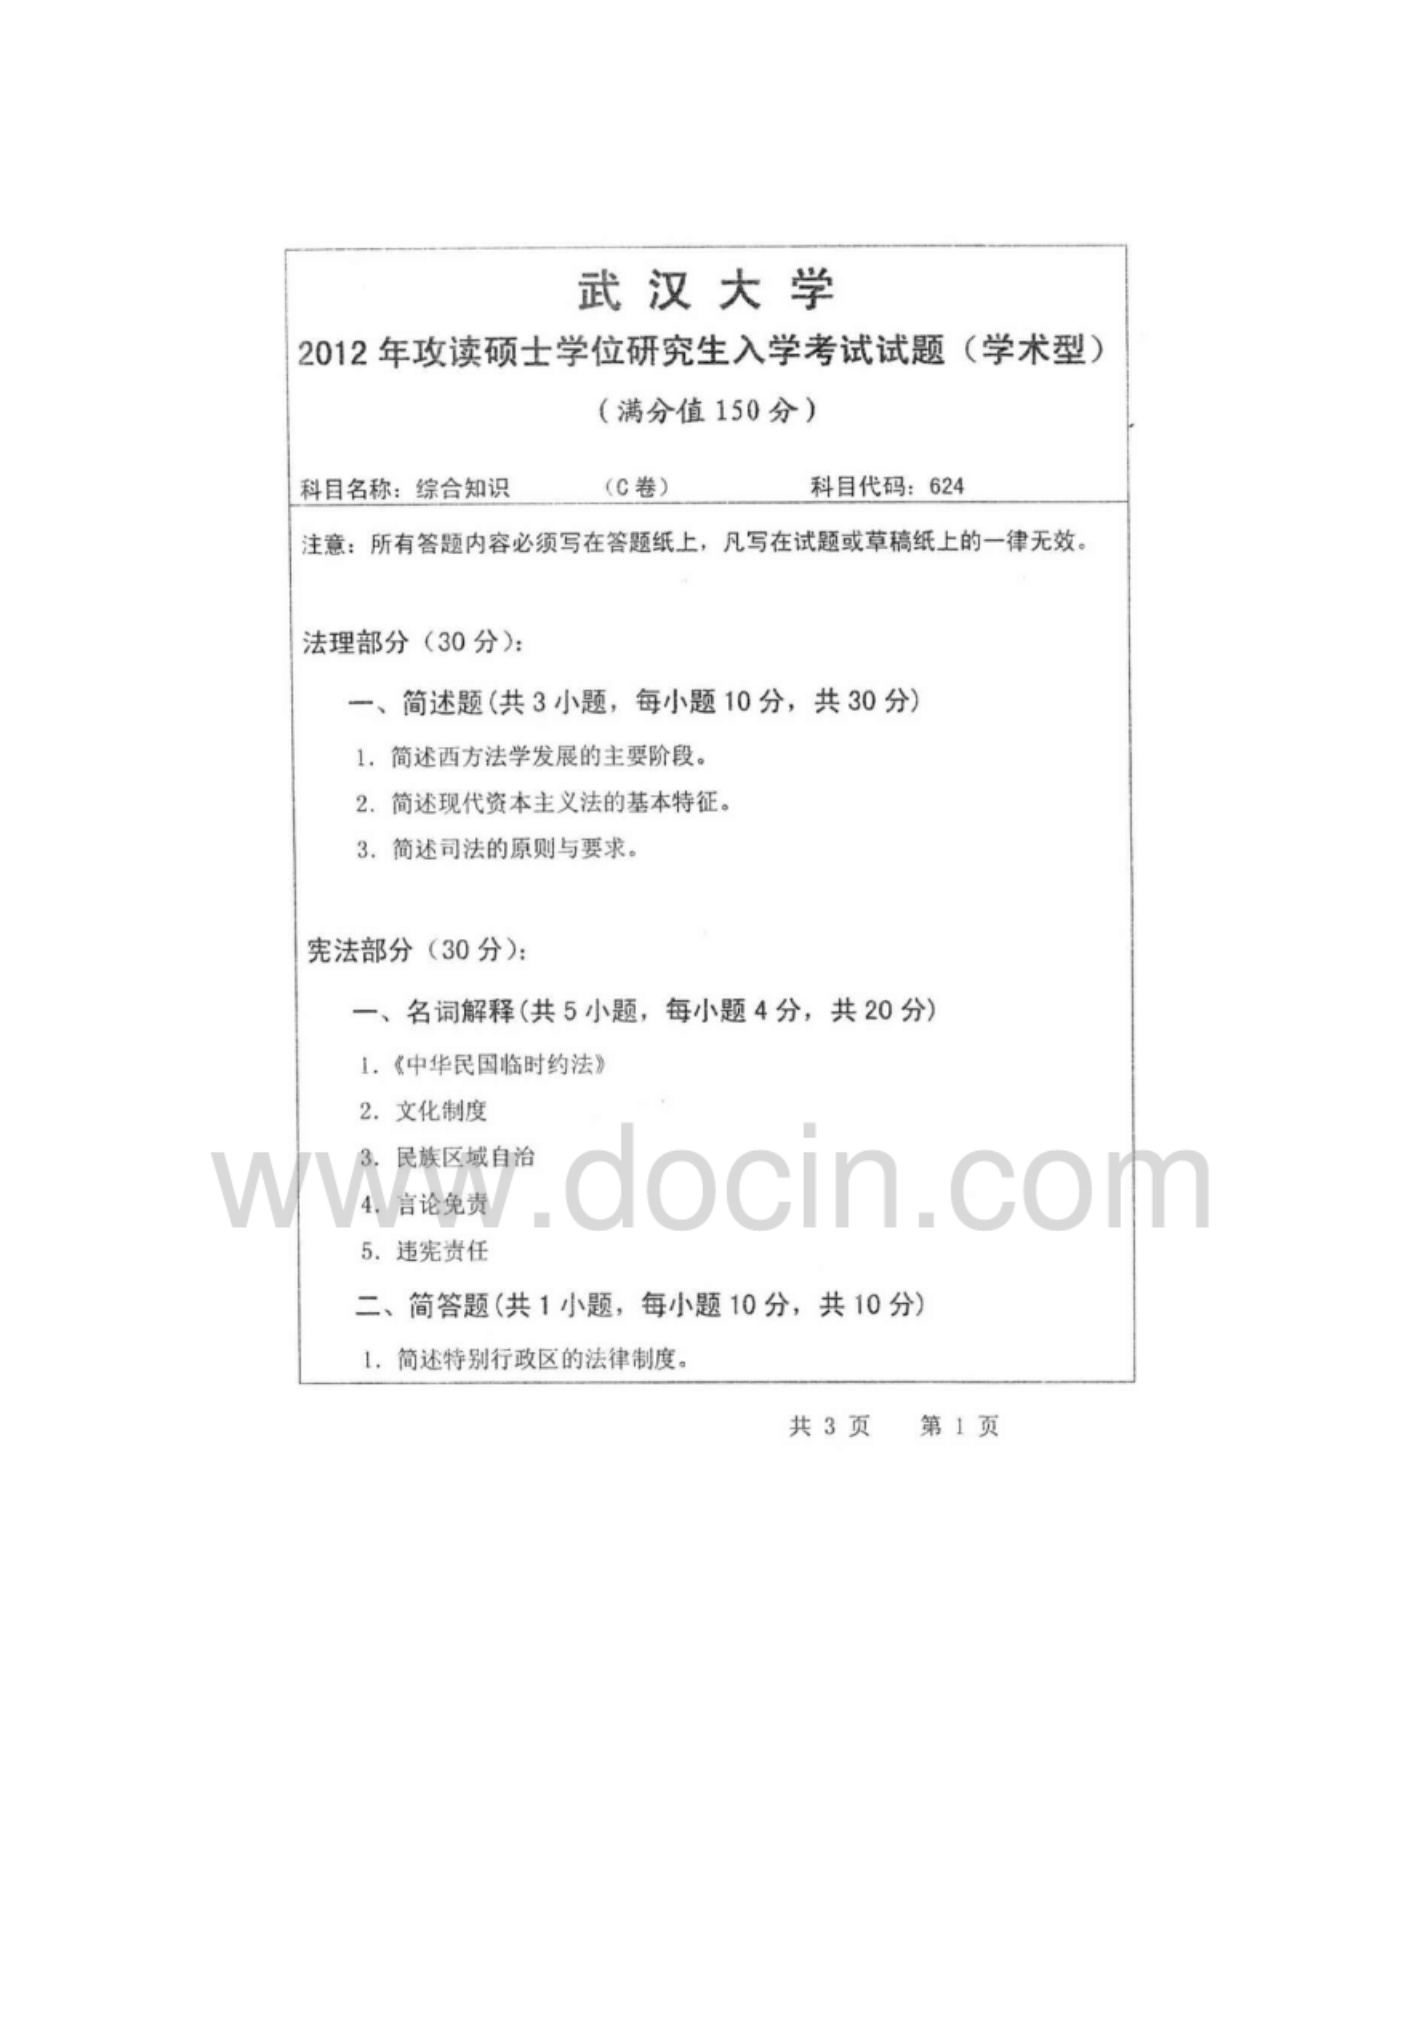 武汉大学
2012年攻读硕士学位研究生入学考试试题（学术型）
（满分值150分）
科目名称：综合知识 （C卷） 科目代码：624
注意：所有答题内容必须写在答题纸上，凡写在试题或草稿纸上的一律无效。
法理部分（30分）：
一、简述题(共3小题，每小题10分，共30分)
1. 简述西方法学发展的主要阶段。
2. 简述现代资本主义法的基本特征。
3. 简述司法的原则与要求。
宪法部分（30分）：
一、名词解释(共5小题，每小题4分，共20分)
1.《中华民国临时约法》
2. 文化制度
3. 民族区域自治
www.docin.com
4. 言论免责
5. 违宪责任
二、简答题(共1小题，每小题10分，共10分)
1. 简述特别行政区的法律制度。
共 3 页 第 1 页